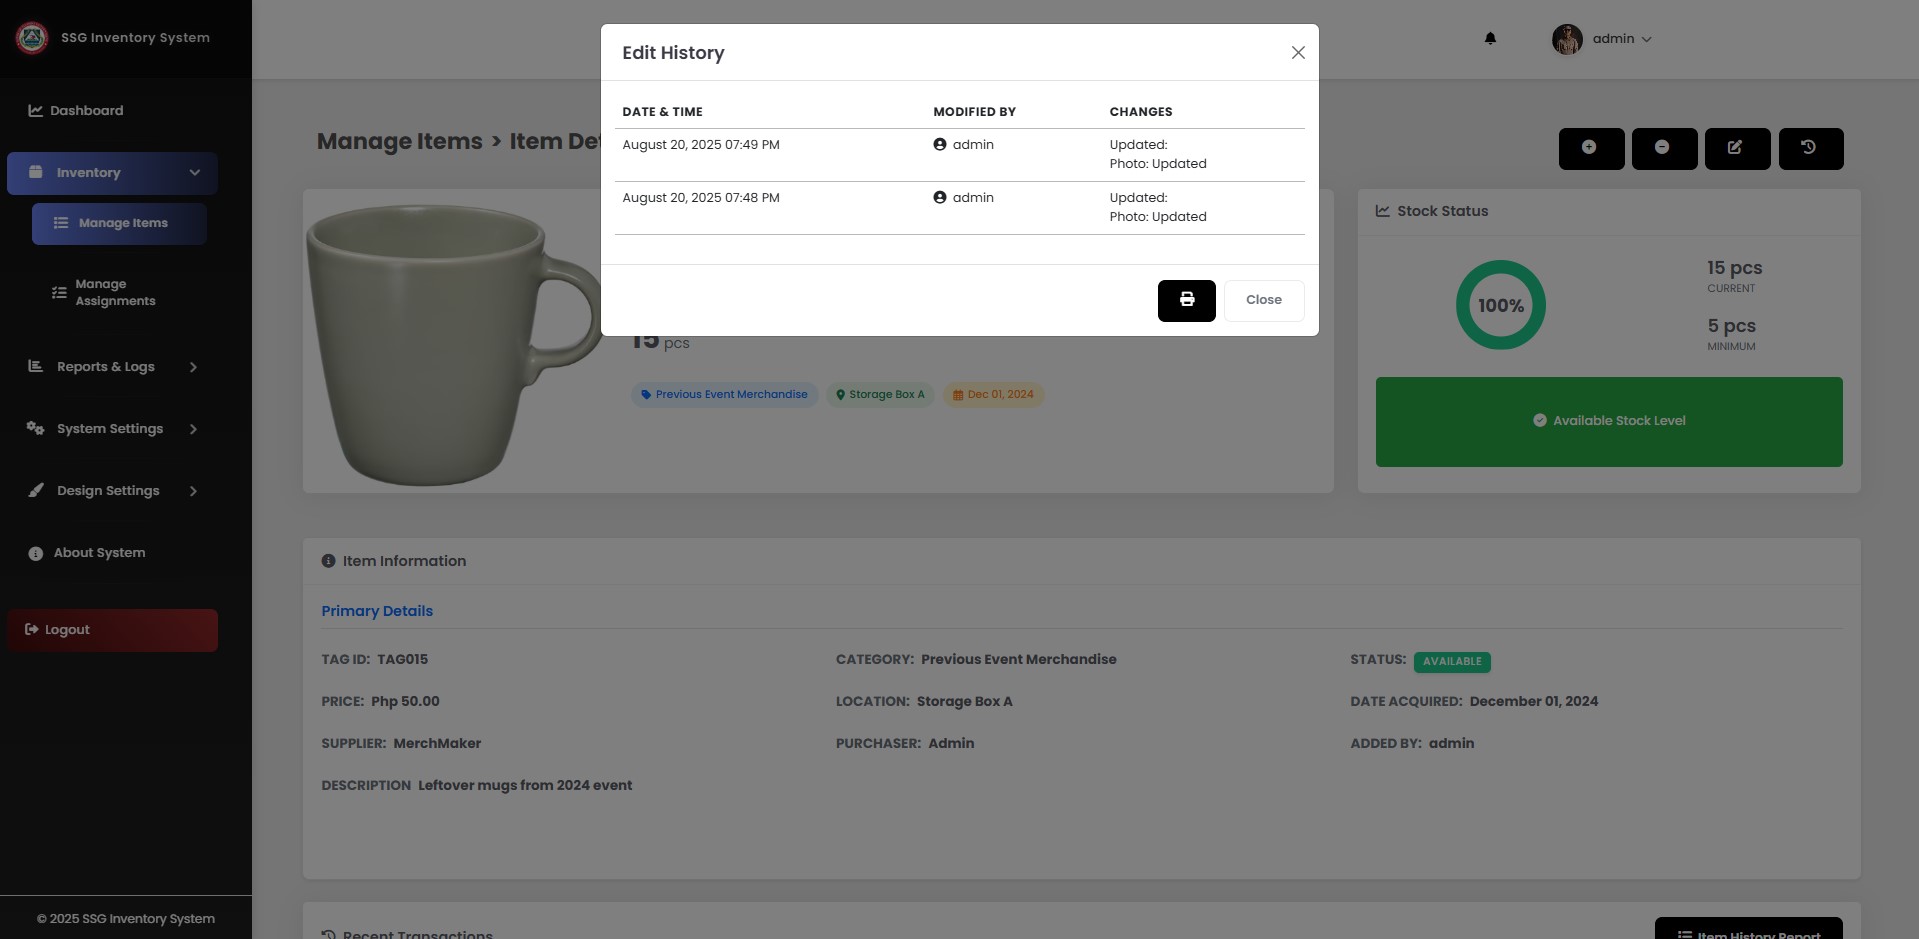 SSG Inventory System
Dashboard
Inventory
Manage Items
Manage
Assignments
Reports & Logs
System Settings
Design Settings
About System
Logout
© 2025 SSG Inventory System
admin
Manage Items > Item De
Edit History
DATE & TIME MODIFIED BY CHANGES
August 20, 2025 07:49 PM admin Updated:
Photo: Updated
August 20, 2025 07:48 PM admin Updated:
Photo: Updated
Close
15 pcs
Previous Event Merchandise Storage Box A Dec 01, 2024
Stock Status
100%
15 pcs
CURRENT
5 pcs
MINIMUM
Available Stock Level
Item Information
Primary Details
TAG ID: TAG015 CATEGORY: Previous Event Merchandise STATUS: AVAILABLE
PRICE: Php 50.00 LOCATION: Storage Box A DATE ACQUIRED: December 01, 2024
SUPPLIER: MerchMaker PURCHASER: Admin ADDED BY: admin
DESCRIPTION Leftover mugs from 2024 event
Recent Transactions
Item History Report